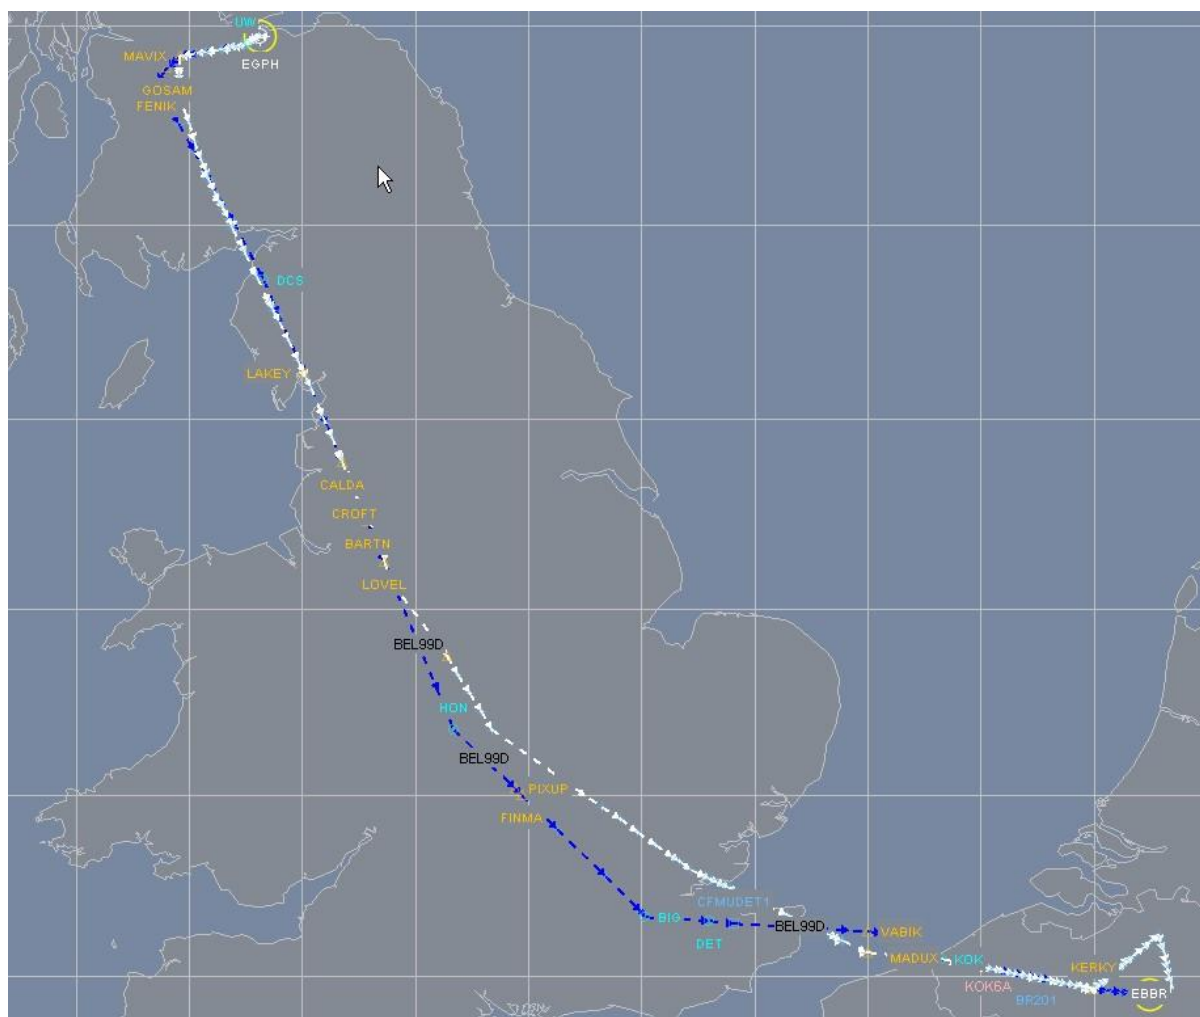 UW
MAVIX
EGPH
GOSAM
FENIK
DCS
LAKEY
CALDA
CROFT
BARTN
LOVEL
BEL99D
HON
BEL99D
PIXUP
FINMA
CFMUDET1
BIG
BEL99D
VABIK
DET
MADUX
KOK
KERKY
KOK6A
EBBR
BR201